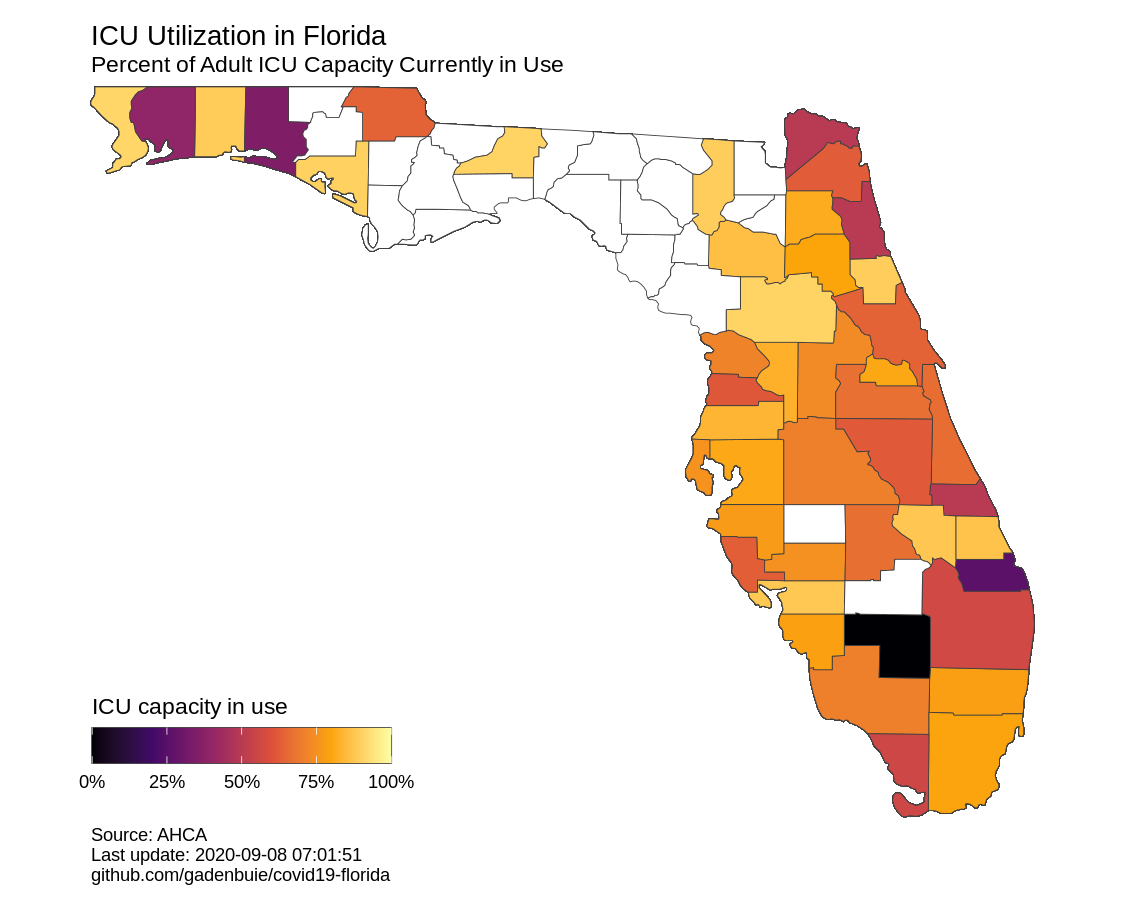 ICU Utilization in Florida
Percent of Adult ICU Capacity Currently in Use
ICU capacity in use
0% 25% 50% 75% 100%
Source: AHCA
Last update: 2020-09-08 07:01:51
github.com/gadenbuie/covid19-florida